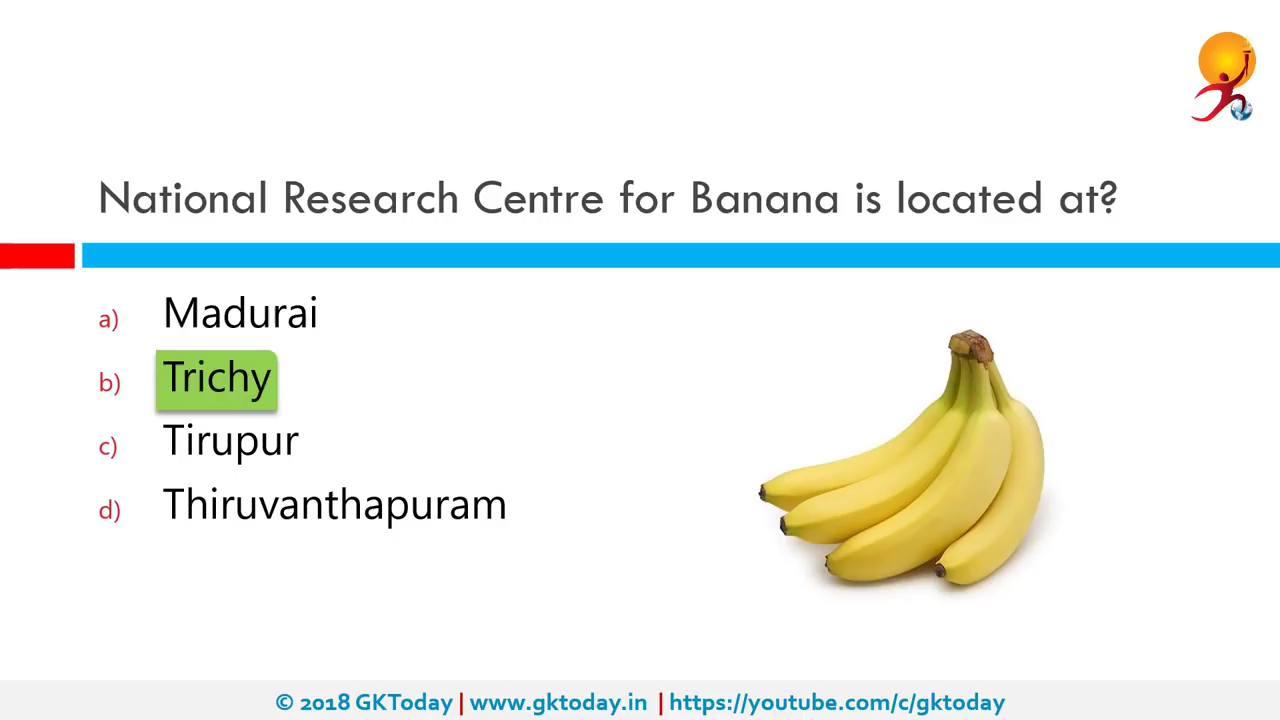 National Research Centre for Banana is located at?
a) Madurai
b) Trichy
c) Tirupur
d) Thiruvanthapuram
© 2018 GKToday | www.gktoday.in | https://youtube.com/c/gktoday